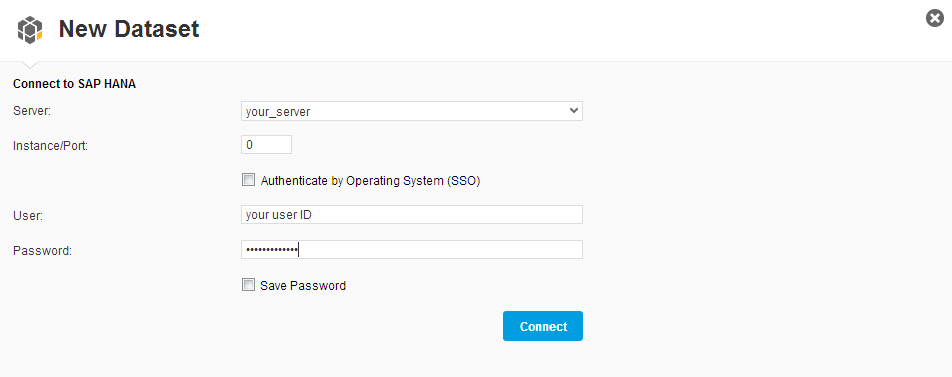 New Dataset
Connect to SAP HANA
Server: your_server
Instance/Port: 0
Authenticate by Operating System (SSO)
User: your user ID
Password: •••••••••••••
Save Password
Connect